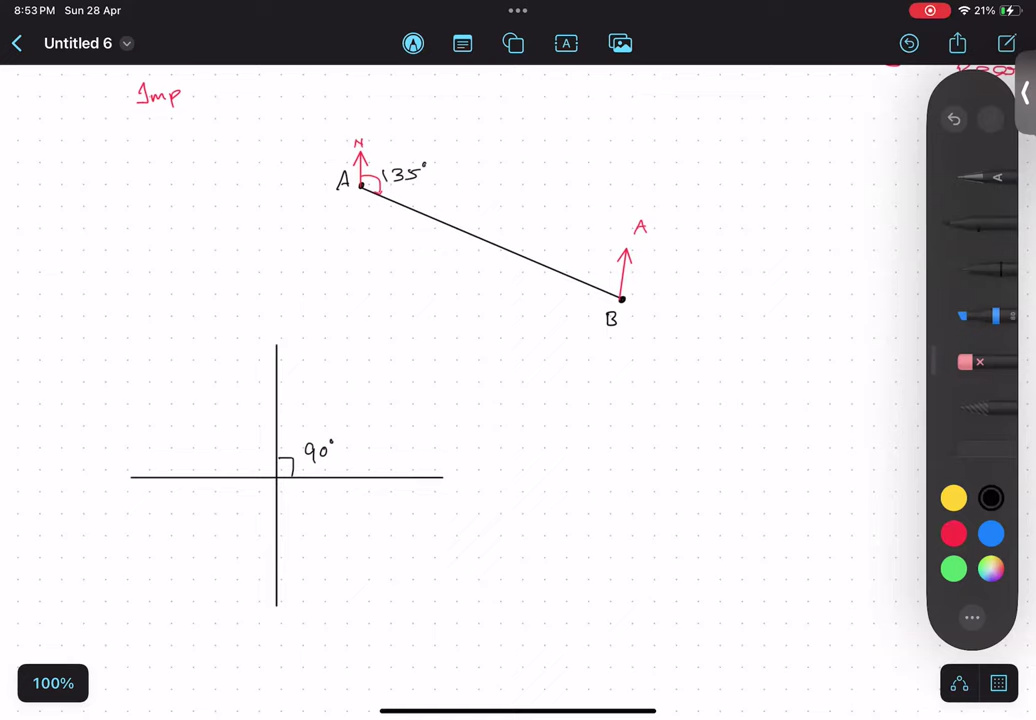 8:53 PM Sun 28 Apr
21%
Untitled 6
A
Imp
N
A 135°
A
A
B
90°
100%